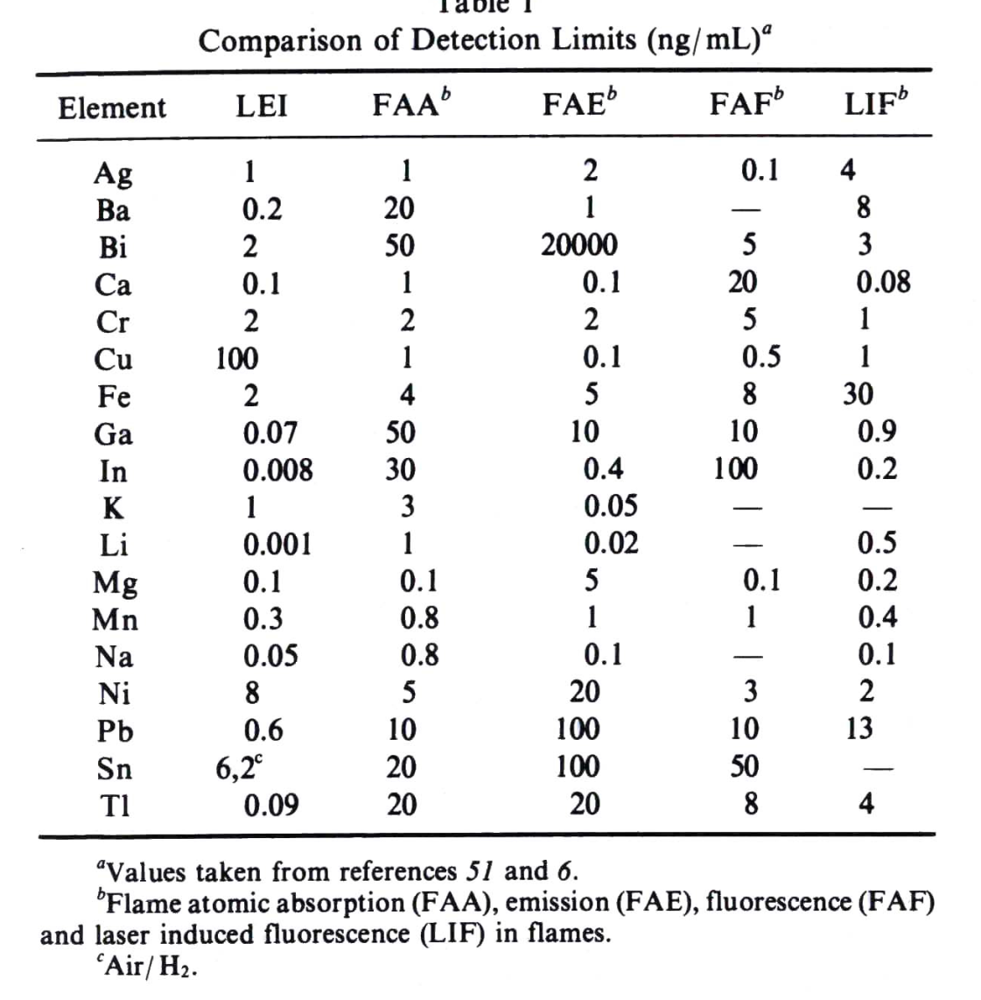 Table 1
Comparison of Detection Limits (ng/mL)ᵃ
Element LEI FAAᵇ FAEᵇ FAFᵇ LIFᵇ
Ag 1 1 2 0.1 4
Ba 0.2 20 1 — 8
Bi 2 50 20000 5 3
Ca 0.1 1 0.1 20 0.08
Cr 2 2 2 5 1
Cu 100 1 0.1 0.5 1
Fe 2 4 5 8 30
Ga 0.07 50 10 10 0.9
In 0.008 30 0.4 100 0.2
K 1 3 0.05 — —
Li 0.001 1 0.02 — 0.5
Mg 0.1 0.1 5 0.1 0.2
Mn 0.3 0.8 1 1 0.4
Na 0.05 0.8 0.1 — 0.1
Ni 8 5 20 3 2
Pb 0.6 10 100 10 13
Sn 6,2ᶜ 20 100 50 —
Tl 0.09 20 20 8 4
ᵃValues taken from references 51 and 6.
ᵇFlame atomic absorption (FAA), emission (FAE), fluorescence (FAF)
and laser induced fluorescence (LIF) in flames.
ᶜAir/H₂.